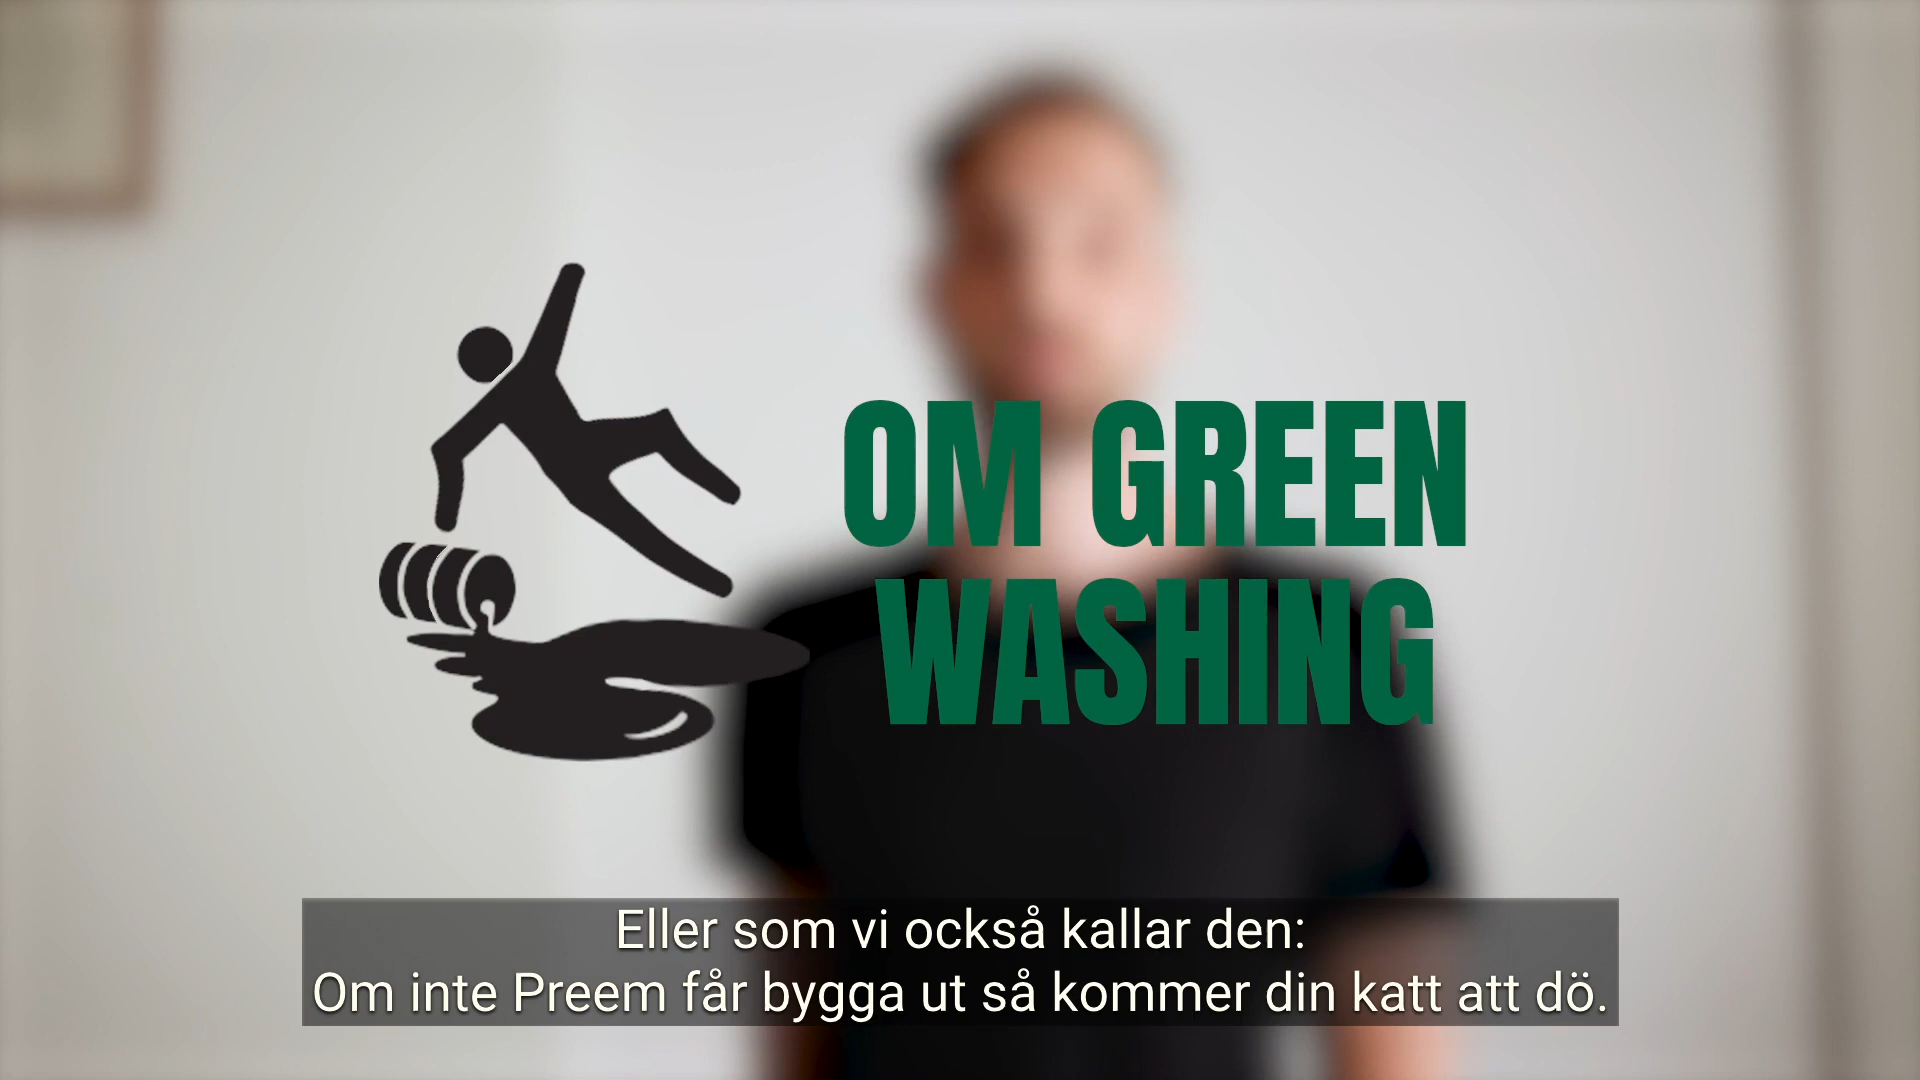 OM GREEN
WASHING
Eller som vi också kallar den:
Om inte Preem får bygga ut så kommer din katt att dö.